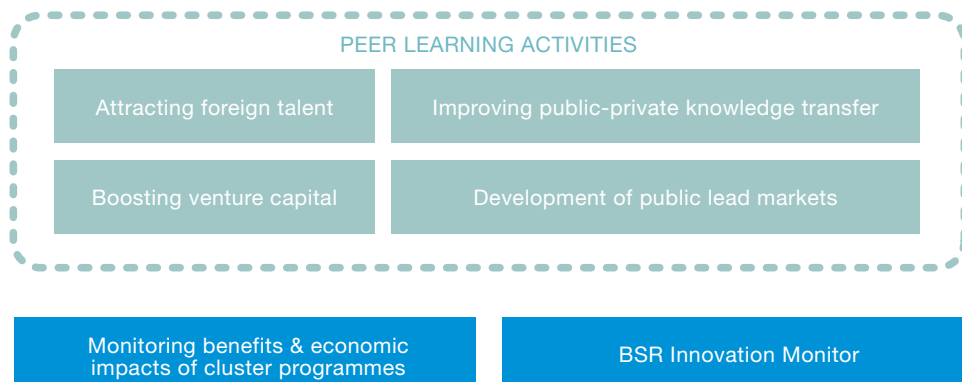 PEER LEARNING ACTIVITIES
Attracting foreign talent
Improving public-private knowledge transfer
Boosting venture capital
Development of public lead markets
Monitoring benefits & economic
impacts of cluster programmes
BSR Innovation Monitor